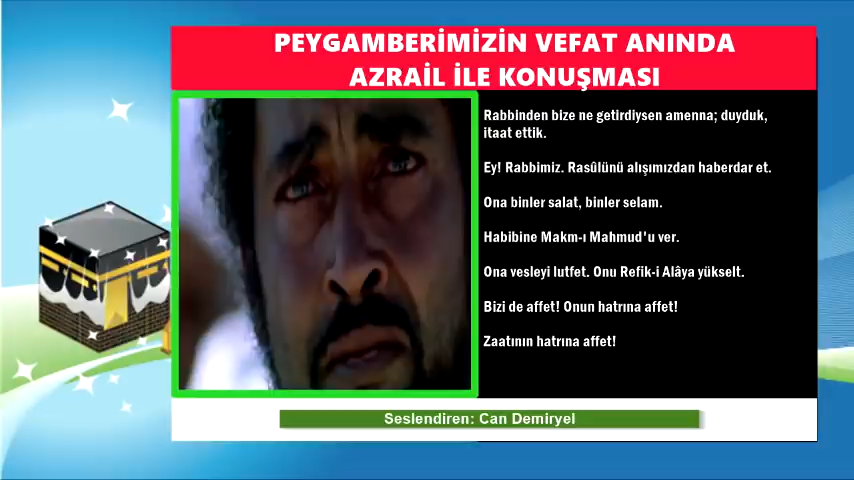 PEYGAMBERİMİZİN VEFAT ANINDA
AZRAİL İLE KONUŞMASI
Rabbinden bize ne getirdiysen amenna; duyduk,
itaat ettik.
Ey! Rabbimiz. Rasûlünü alışımızdan haberdar et.
Ona binler salat, binler selam.
Habibine Makm-ı Mahmud'u ver.
Ona vesleyi lutfet. Onu Refik-i Alâya yükselt.
Bizi de affet! Onun hatrına affet!
Zaatının hatrına affet!
Seslendiren: Can Demiryel